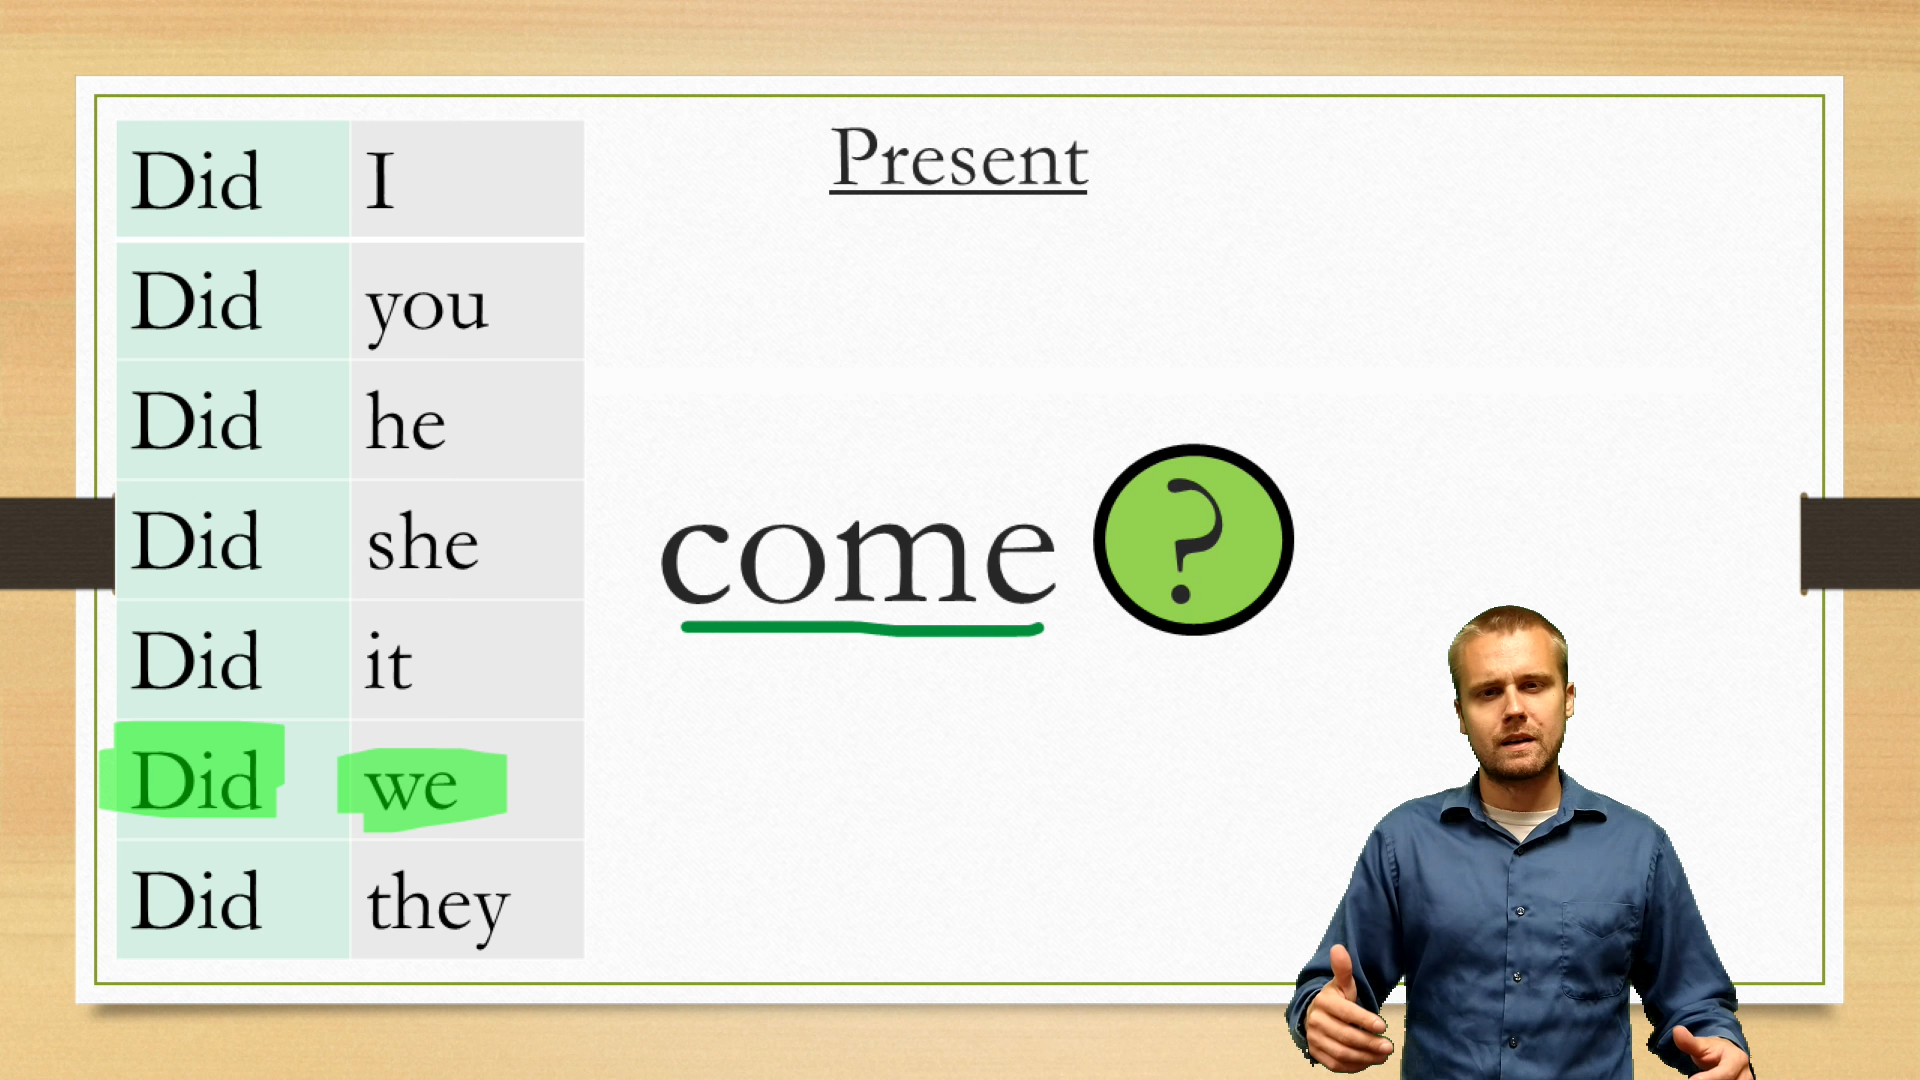 Present
Did I
Did you
Did he
Did she
Did it
Did we
Did they
come ?